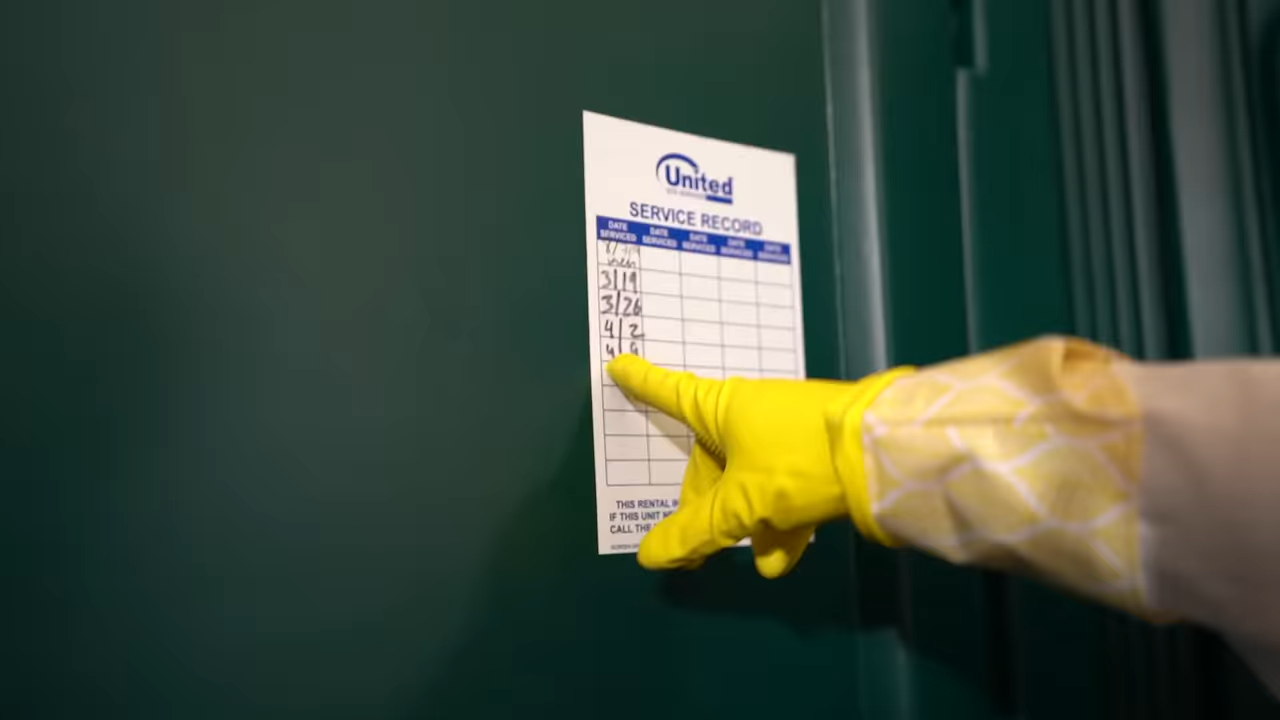 United
SERVICE RECORD
DATE SERVICED DATE SERVICED DATE SERVICED DATE SERVICED DATE SERVICED
3/19
3/26
4/2
4/9
THIS RENTAL
IF THIS UNIT
CALL THE